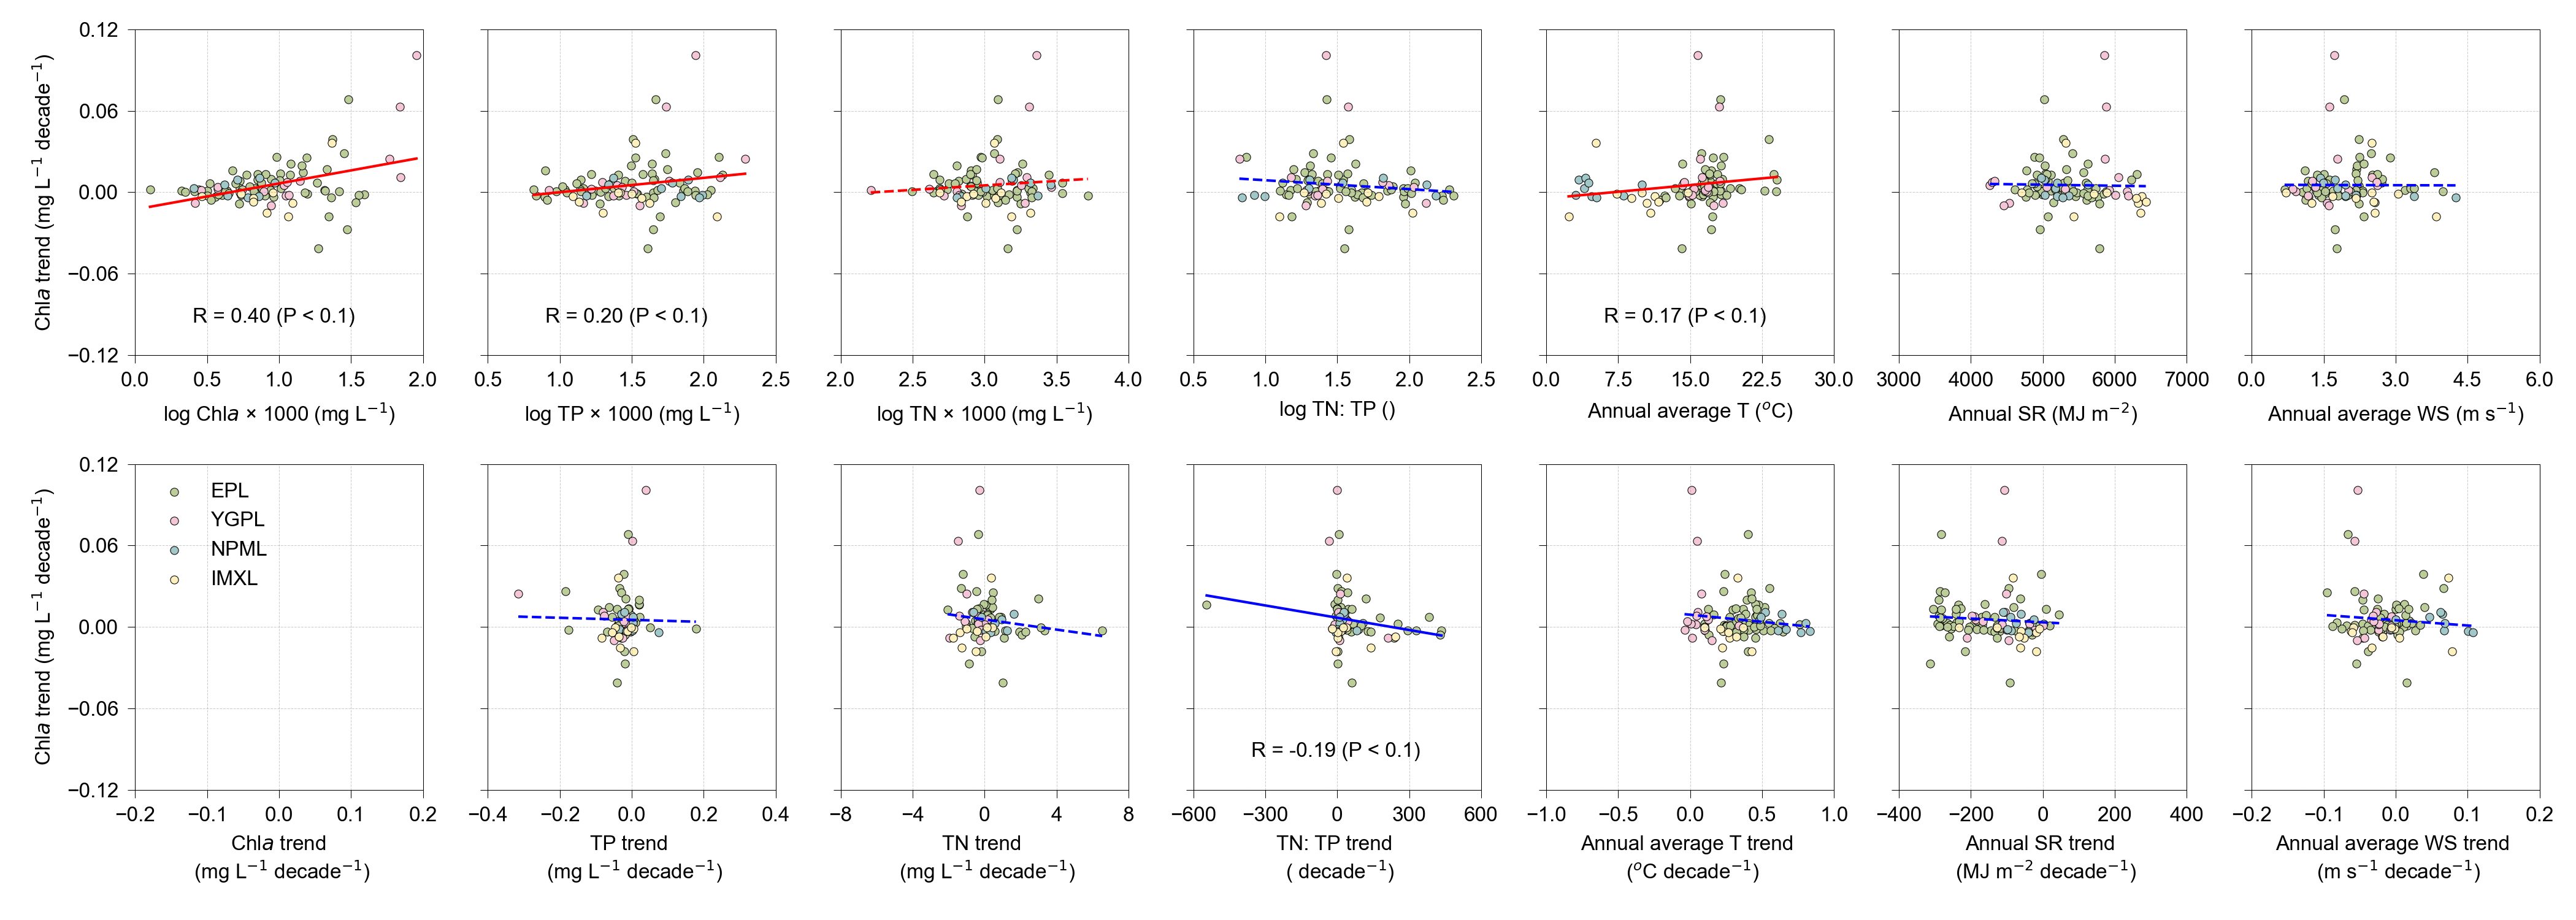 Chla trend (mg L⁻¹ decade⁻¹)
0.12
0.06
0.00
−0.06
−0.12
R = 0.40 (P < 0.1)
0.0 0.5 1.0 1.5 2.0
log Chla × 1000 (mg L⁻¹)
R = 0.20 (P < 0.1)
0.5 1.0 1.5 2.0 2.5
log TP × 1000 (mg L⁻¹)
2.0 2.5 3.0 3.5 4.0
log TN × 1000 (mg L⁻¹)
0.5 1.0 1.5 2.0 2.5
log TN: TP ()
R = 0.17 (P < 0.1)
0.0 7.5 15.0 22.5 30.0
Annual average T (ᵒC)
3000 4000 5000 6000 7000
Annual SR (MJ m⁻²)
0.0 1.5 3.0 4.5 6.0
Annual average WS (m s⁻¹)
Chla trend (mg L⁻¹ decade⁻¹)
0.12
0.06
0.00
−0.06
−0.12
EPL
YGPL
NPML
IMXL
−0.2 −0.1 0.0 0.1 0.2
Chla trend
(mg L⁻¹ decade⁻¹)
−0.4 −0.2 0.0 0.2 0.4
TP trend
(mg L⁻¹ decade⁻¹)
−8 −4 0 4 8
TN trend
(mg L⁻¹ decade⁻¹)
R = -0.19 (P < 0.1)
−600 −300 0 300 600
TN: TP trend
( decade⁻¹)
−1.0 −0.5 0.0 0.5 1.0
Annual average T trend
(ᵒC decade⁻¹)
−400 −200 0 200 400
Annual SR trend
(MJ m⁻² decade⁻¹)
−0.2 −0.1 0.0 0.1 0.2
Annual average WS trend
(m s⁻¹ decade⁻¹)